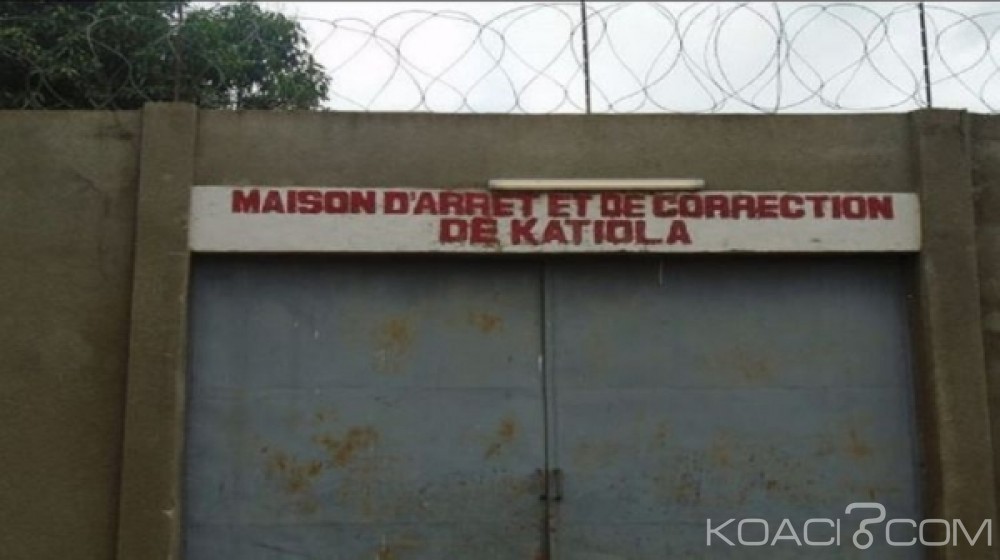 MAISON D'ARRET ET DE CORRECTION
DE KATIOLA
KOACI.COM